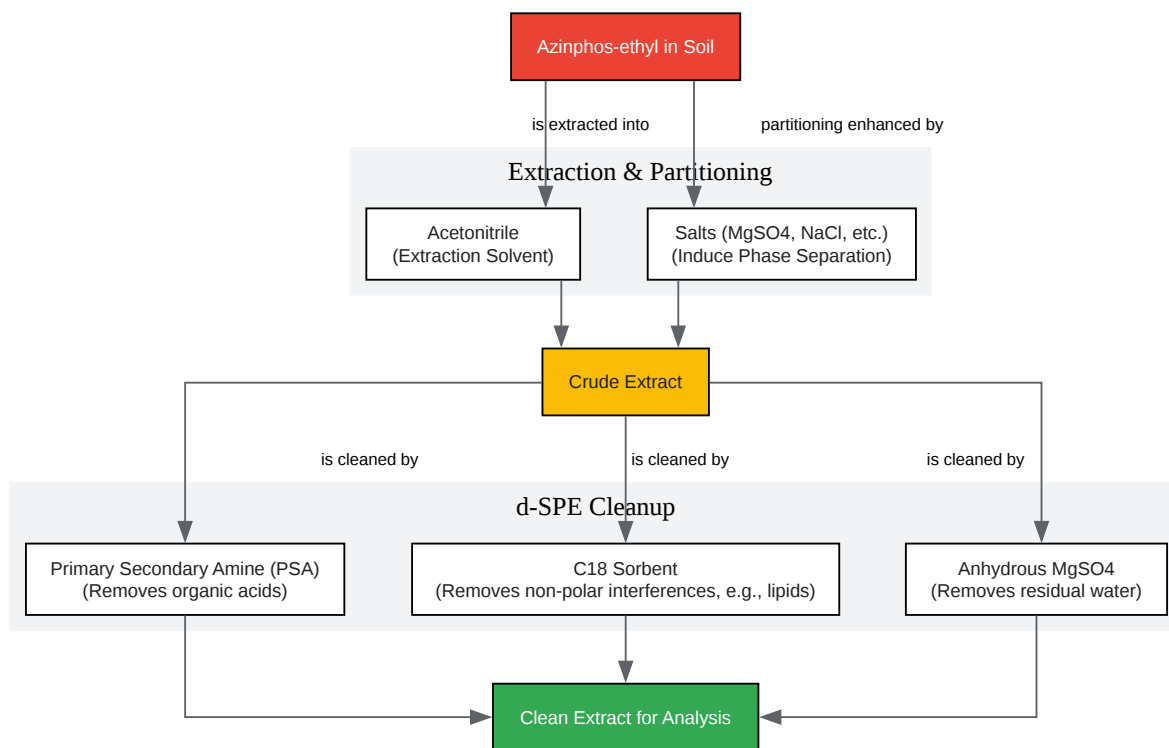 Azinphos-ethyl in Soil
is extracted into
partitioning enhanced by
Extraction & Partitioning
Acetonitrile
(Extraction Solvent)
Salts (MgSO4, NaCl, etc.)
(Induce Phase Separation)
Crude Extract
is cleaned by
is cleaned by
is cleaned by
d-SPE Cleanup
Primary Secondary Amine (PSA)
(Removes organic acids)
C18 Sorbent
(Removes non-polar interferences, e.g., lipids)
Anhydrous MgSO4
(Removes residual water)
Clean Extract for Analysis